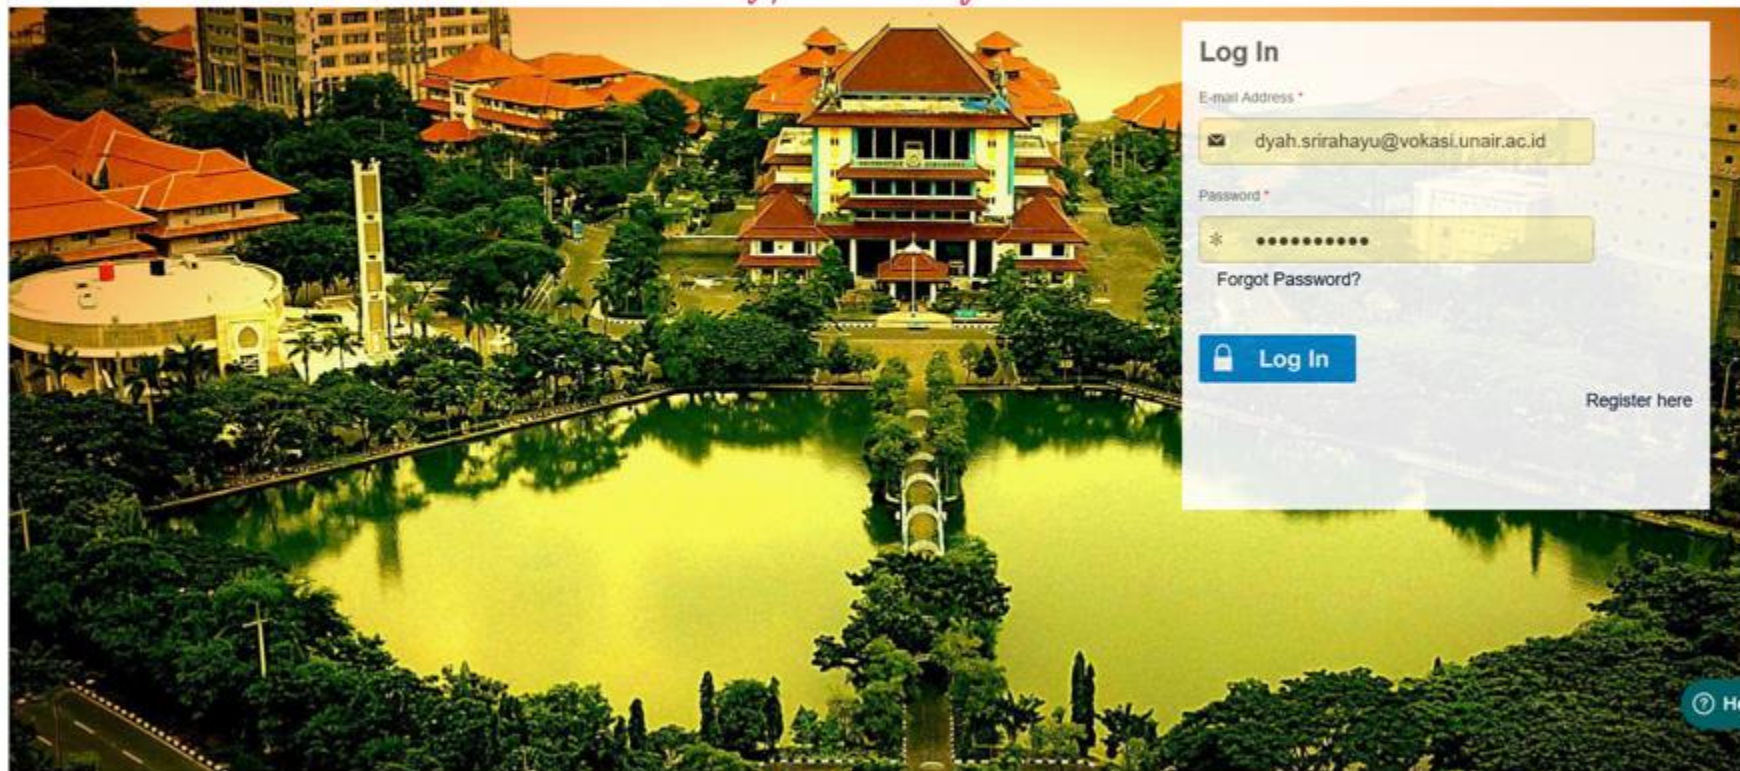 Log In
E-mail Address *
dyah.srirahayu@vokasi.unair.ac.id
Password *
••••••••••
Forgot Password?
Log In
Register here